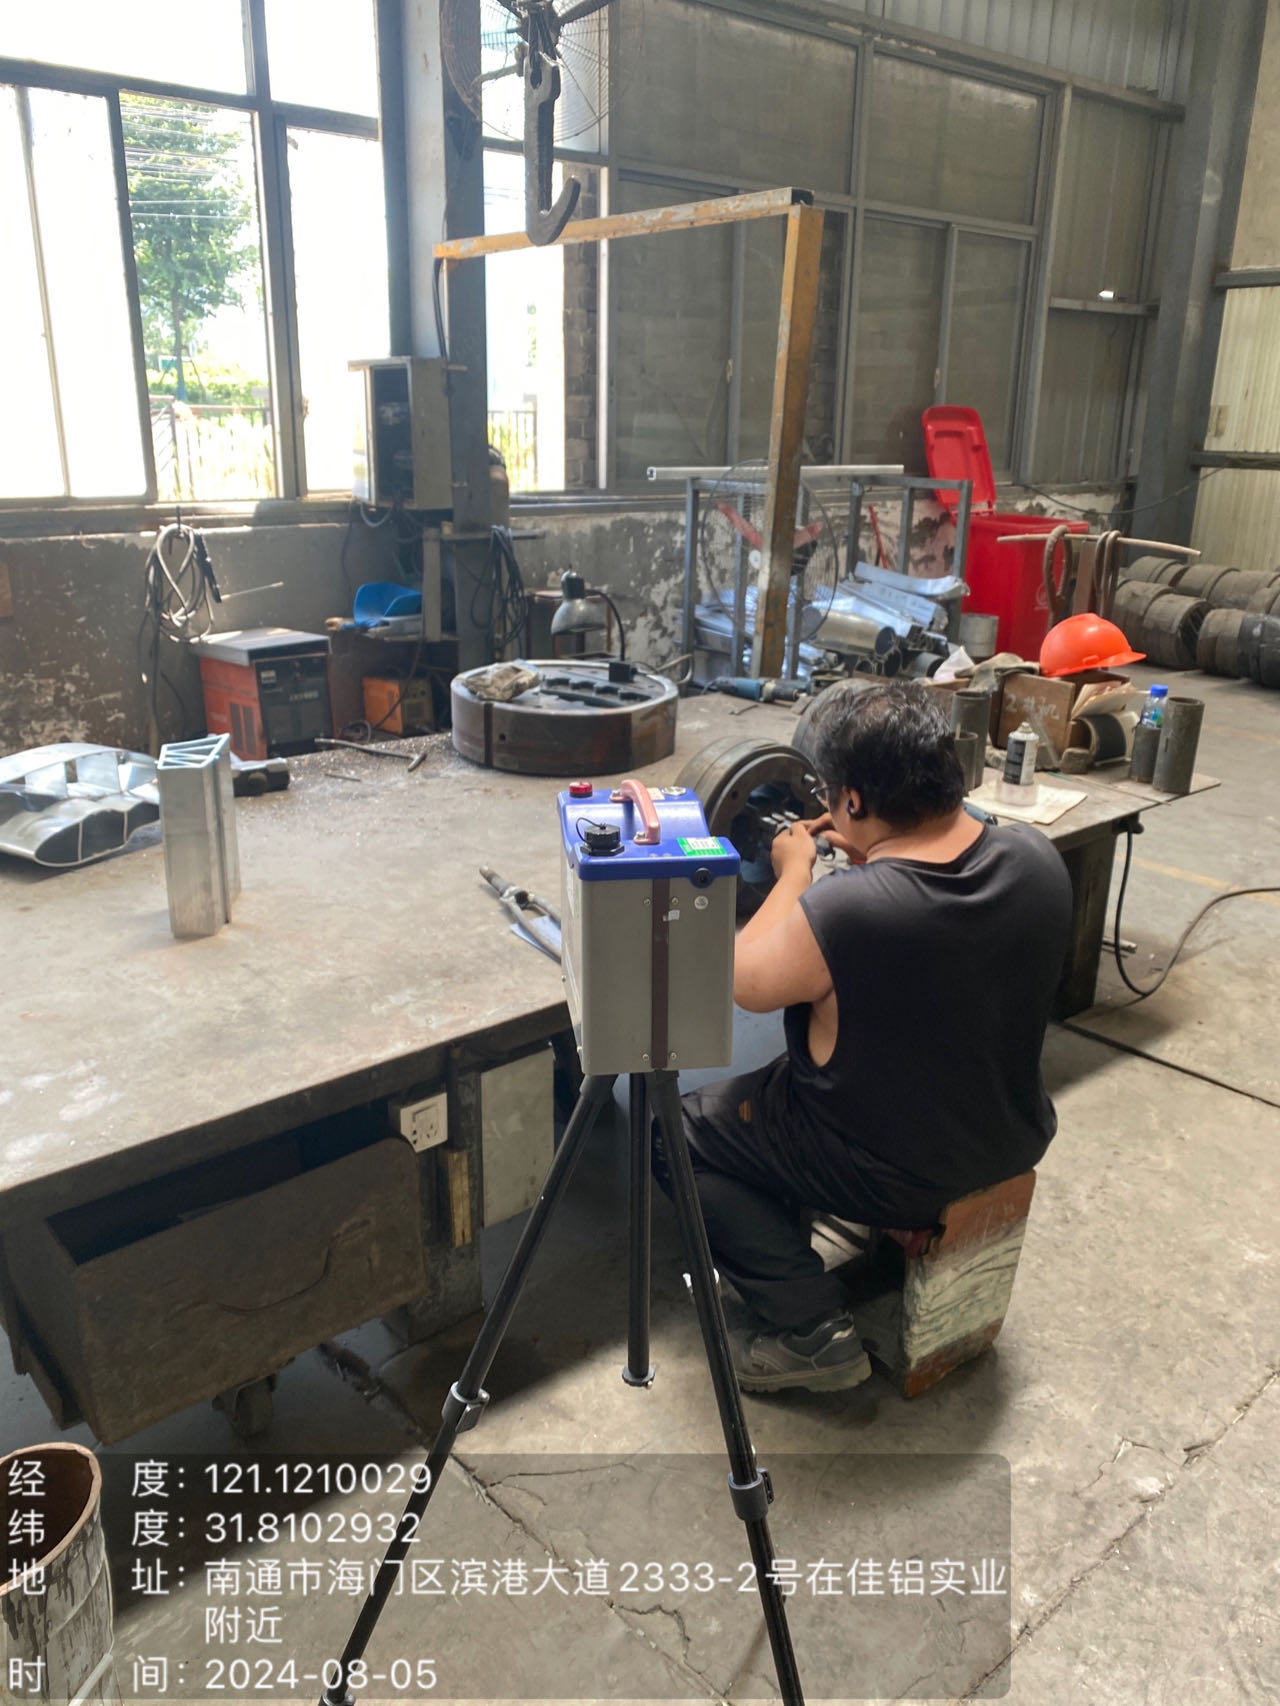 2#机
经 度：121.1210029
纬 度：31.8102932
地 址：南通市海门区滨港大道2333-2号在佳铝实业
附近
时 间：2024-08-05